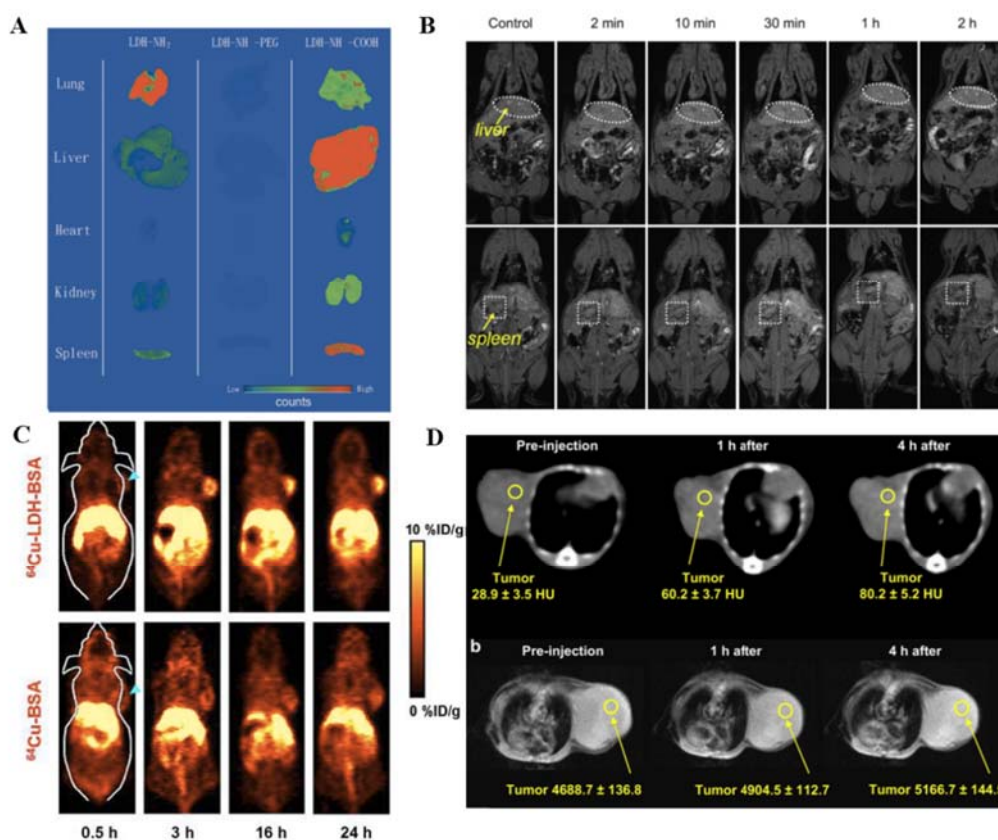 A
LDH-NH₂ LDH-NH -PEG LDH-NH -COOH
Lung
Liver
Heart
Kidney
Spleen
Low High
counts
B
Control 2 min 10 min 30 min 1 h 2 h
liver
spleen
C
⁶⁴Cu-LDH-BSA
⁶⁴Cu-BSA
0.5 h 3 h 16 h 24 h
10 %ID/g
0 %ID/g
D
Pre-injection 1 h after 4 h after
Tumor
28.9 ± 3.5 HU
Tumor
60.2 ± 3.7 HU
Tumor
80.2 ± 5.2 HU
b
Pre-injection 1 h after 4 h after
Tumor 4688.7 ± 136.8 Tumor 4904.5 ± 112.7 Tumor 5166.7 ± 144.